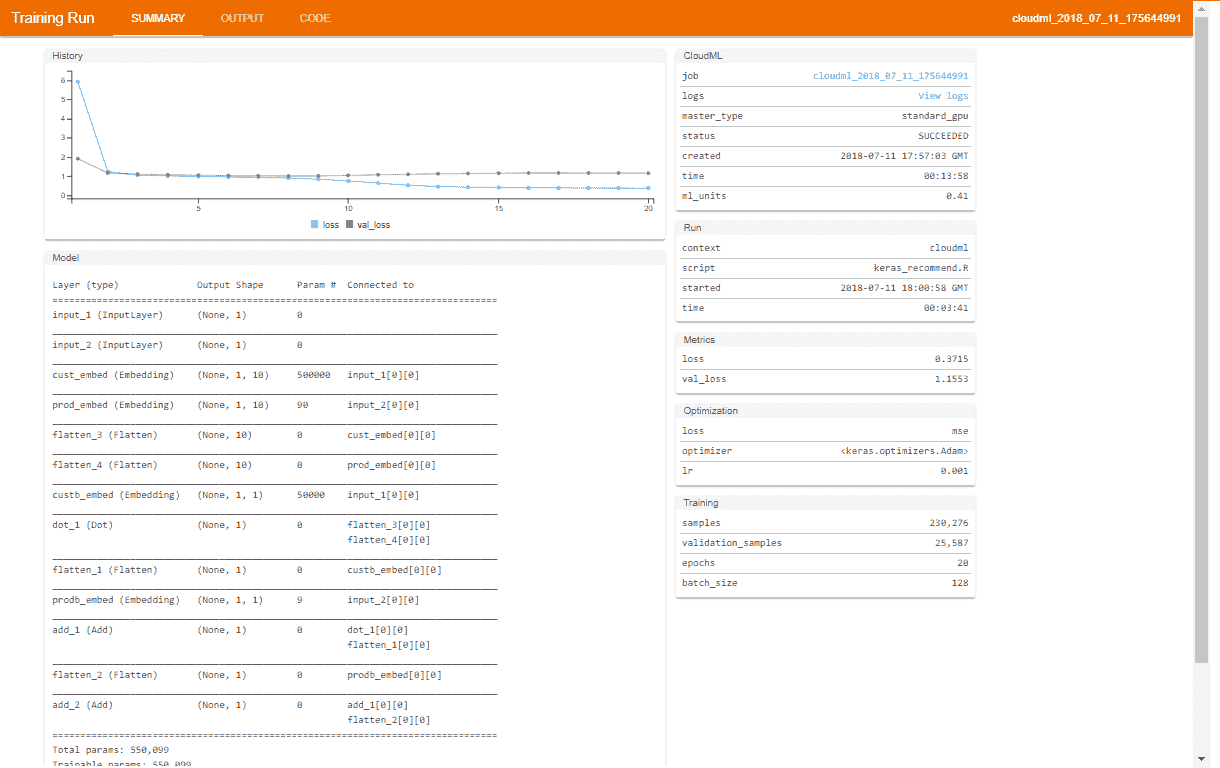 Training Run SUMMARY OUTPUT CODE cloudml_2018_07_11_175644991
History
6
5
4
3
2
1
0
5 10 15 20
loss val_loss
Model
Layer (type) Output Shape Param # Connected to
================================================================================
input_1 (InputLayer) (None, 1) 0
________________________________________________________________________________
input_2 (InputLayer) (None, 1) 0
________________________________________________________________________________
cust_embed (Embedding) (None, 1, 10) 500000 input_1[0][0]
________________________________________________________________________________
prod_embed (Embedding) (None, 1, 10) 90 input_2[0][0]
________________________________________________________________________________
flatten_3 (Flatten) (None, 10) 0 cust_embed[0][0]
________________________________________________________________________________
flatten_4 (Flatten) (None, 10) 0 prod_embed[0][0]
________________________________________________________________________________
custb_embed (Embedding) (None, 1, 1) 50000 input_1[0][0]
________________________________________________________________________________
dot_1 (Dot) (None, 1) 0 flatten_3[0][0]
flatten_4[0][0]
________________________________________________________________________________
flatten_1 (Flatten) (None, 1) 0 custb_embed[0][0]
________________________________________________________________________________
prodb_embed (Embedding) (None, 1, 1) 9 input_2[0][0]
________________________________________________________________________________
add_1 (Add) (None, 1) 0 dot_1[0][0]
flatten_1[0][0]
________________________________________________________________________________
flatten_2 (Flatten) (None, 1) 0 prodb_embed[0][0]
________________________________________________________________________________
add_2 (Add) (None, 1) 0 add_1[0][0]
flatten_2[0][0]
================================================================================
Total params: 550,099
Trainable params: 550,099
CloudML
job cloudml_2018_07_11_175644991
logs View logs
master_type standard_gpu
status SUCCEEDED
created 2018-07-11 17:57:03 GMT
time 00:13:58
ml_units 0.41
Run
context cloudml
script keras_recommend.R
started 2018-07-11 18:00:58 GMT
time 00:03:41
Metrics
loss 0.3715
val_loss 1.1553
Optimization
loss mse
optimizer <keras.optimizers.Adam>
lr 0.001
Training
samples 230,276
validation_samples 25,587
epochs 20
batch_size 128